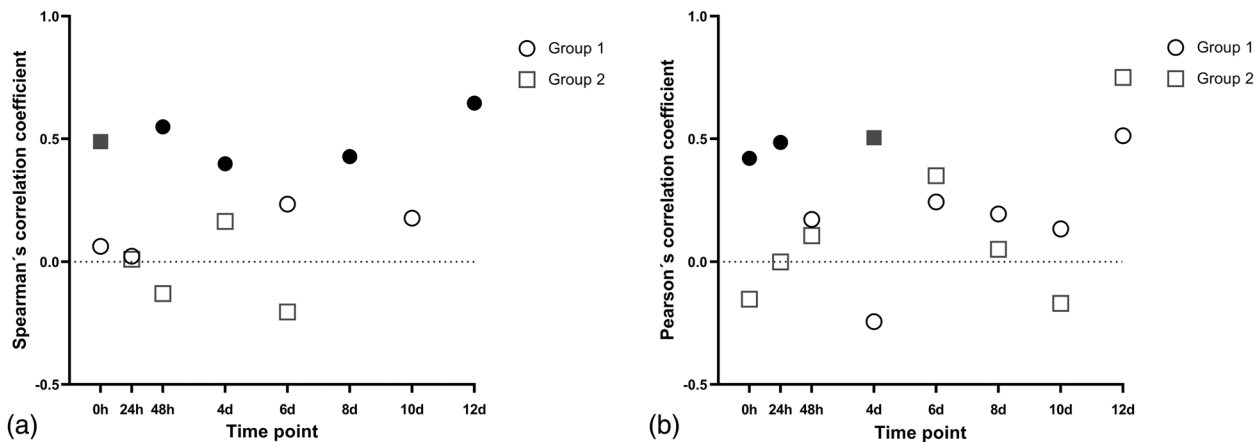 Spearman´s correlation coefficient
1.0
0.5
0.0
-0.5
0h 24h 48h 4d 6d 8d 10d 12d
Time point
Group 1
Group 2
(a)
Pearson´s correlation coefficient
1.0
0.5
0.0
-0.5
0h 24h 48h 4d 6d 8d 10d 12d
Time point
Group 1
Group 2
(b)